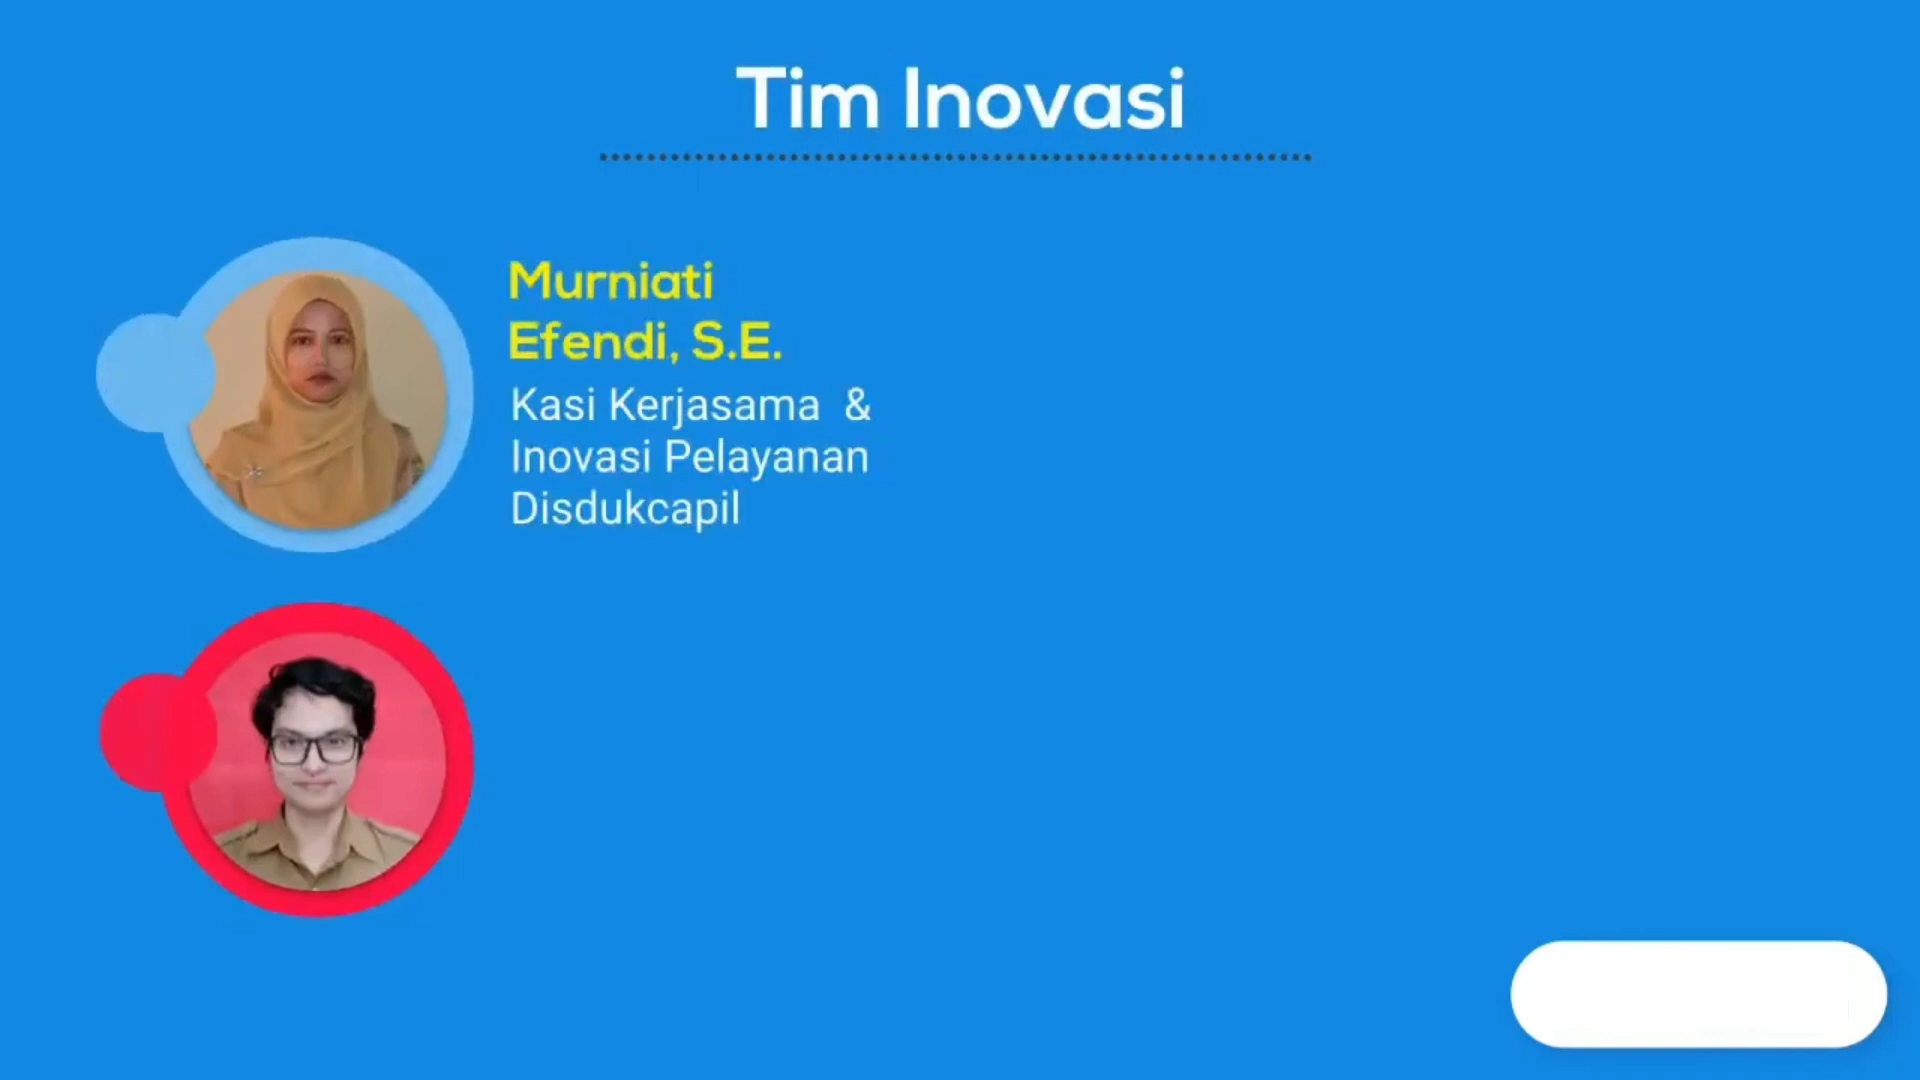 Tim Inovasi
Murniati
Efendi, S.E.
Kasi Kerjasama &
Inovasi Pelayanan
Disdukcapil